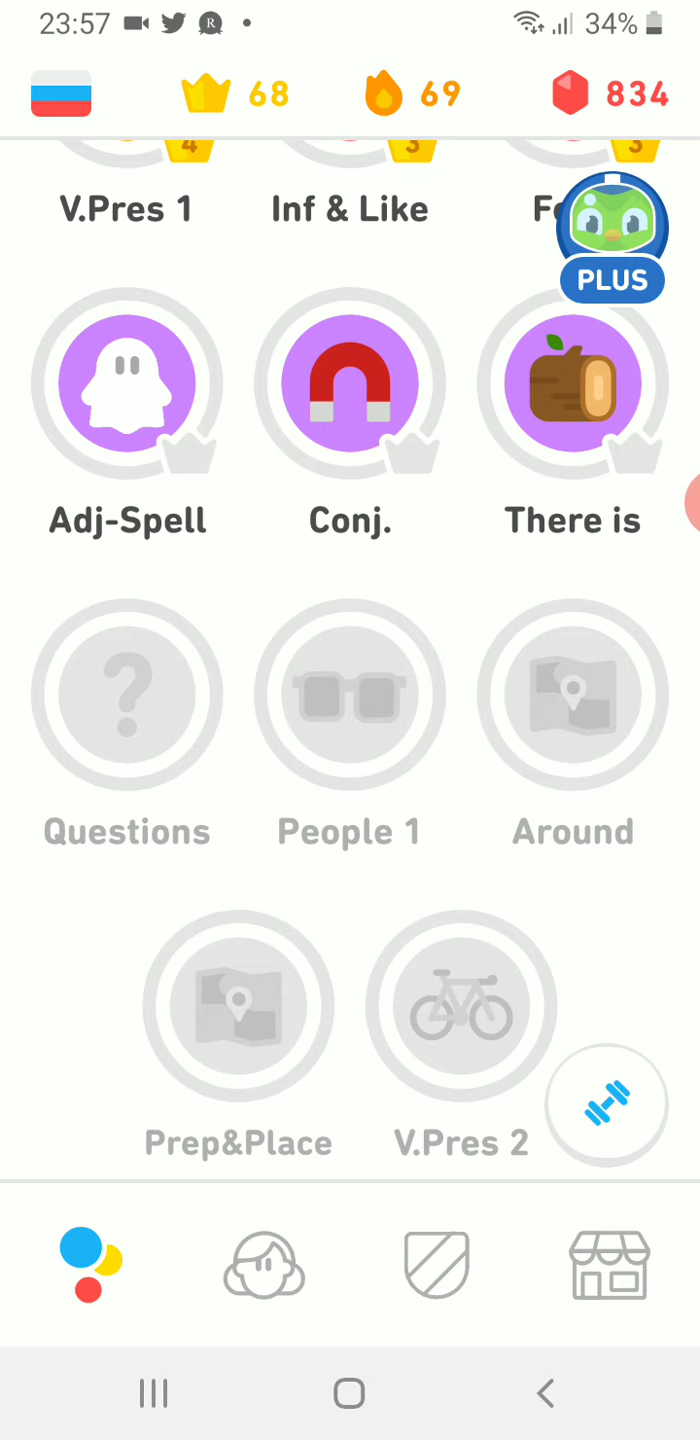 23:57 34%
68 69 834
4 3 3
V.Pres 1 Inf & Like
PLUS
Adj-Spell Conj. There is
Questions People 1 Around
Prep&Place V.Pres 2